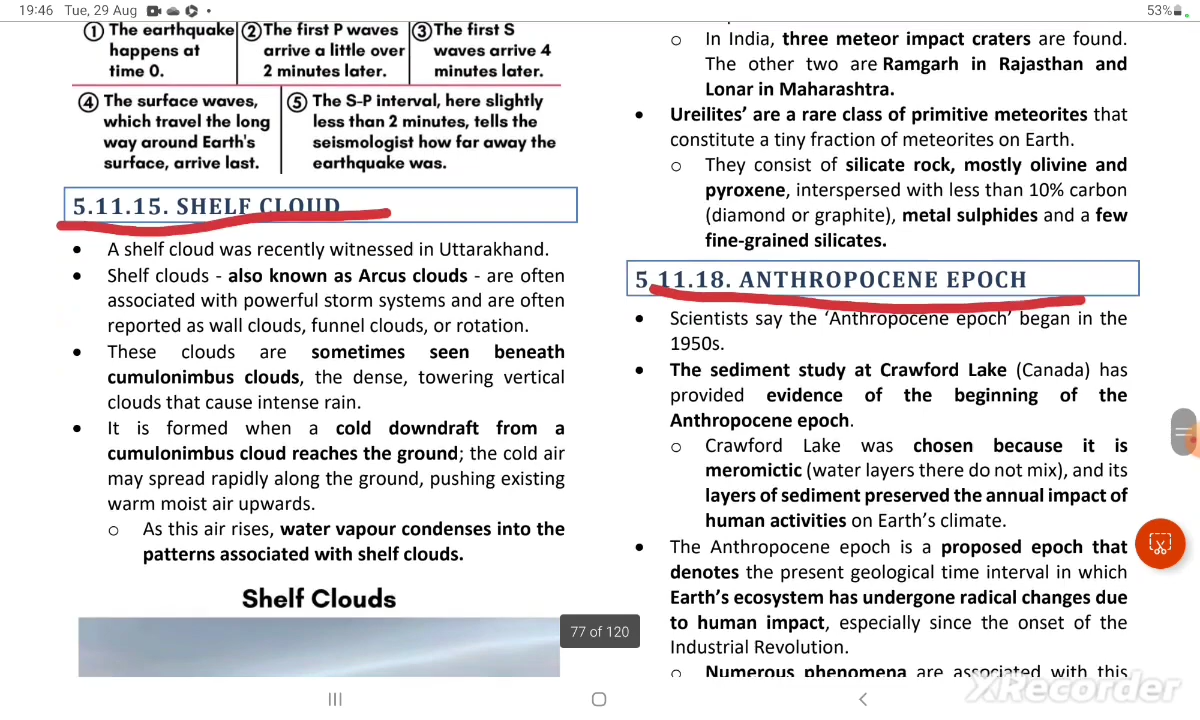 19:46 Tue, 29 Aug
53%
① The earthquake happens at time 0.
② The first P waves arrive a little over 2 minutes later.
③ The first S waves arrive 4 minutes later.
④ The surface waves, which travel the long way around Earth's surface, arrive last.
⑤ The S-P interval, here slightly less than 2 minutes, tells the seismologist how far away the earthquake was.
5.11.15. SHELF CLOUD
• A shelf cloud was recently witnessed in Uttarakhand.
• Shelf clouds - also known as Arcus clouds - are often
associated with powerful storm systems and are often
reported as wall clouds, funnel clouds, or rotation.
• These clouds are sometimes seen beneath
cumulonimbus clouds, the dense, towering vertical
clouds that cause intense rain.
• It is formed when a cold downdraft from a
cumulonimbus cloud reaches the ground; the cold air
may spread rapidly along the ground, pushing existing
warm moist air upwards.
o As this air rises, water vapour condenses into the
patterns associated with shelf clouds.
Shelf Clouds
77 of 120
o In India, three meteor impact craters are found.
The other two are Ramgarh in Rajasthan and
Lonar in Maharashtra.
• Ureilites' are a rare class of primitive meteorites that
constitute a tiny fraction of meteorites on Earth.
o They consist of silicate rock, mostly olivine and
pyroxene, interspersed with less than 10% carbon
(diamond or graphite), metal sulphides and a few
fine-grained silicates.
5.11.18. ANTHROPOCENE EPOCH
• Scientists say the 'Anthropocene epoch' began in the
1950s.
• The sediment study at Crawford Lake (Canada) has
provided evidence of the beginning of the
Anthropocene epoch.
o Crawford Lake was chosen because it is
meromictic (water layers there do not mix), and its
layers of sediment preserved the annual impact of
human activities on Earth's climate.
• The Anthropocene epoch is a proposed epoch that
denotes the present geological time interval in which
Earth's ecosystem has undergone radical changes due
to human impact, especially since the onset of the
Industrial Revolution.
o Numerous phenomena are associated with this
XRecorder